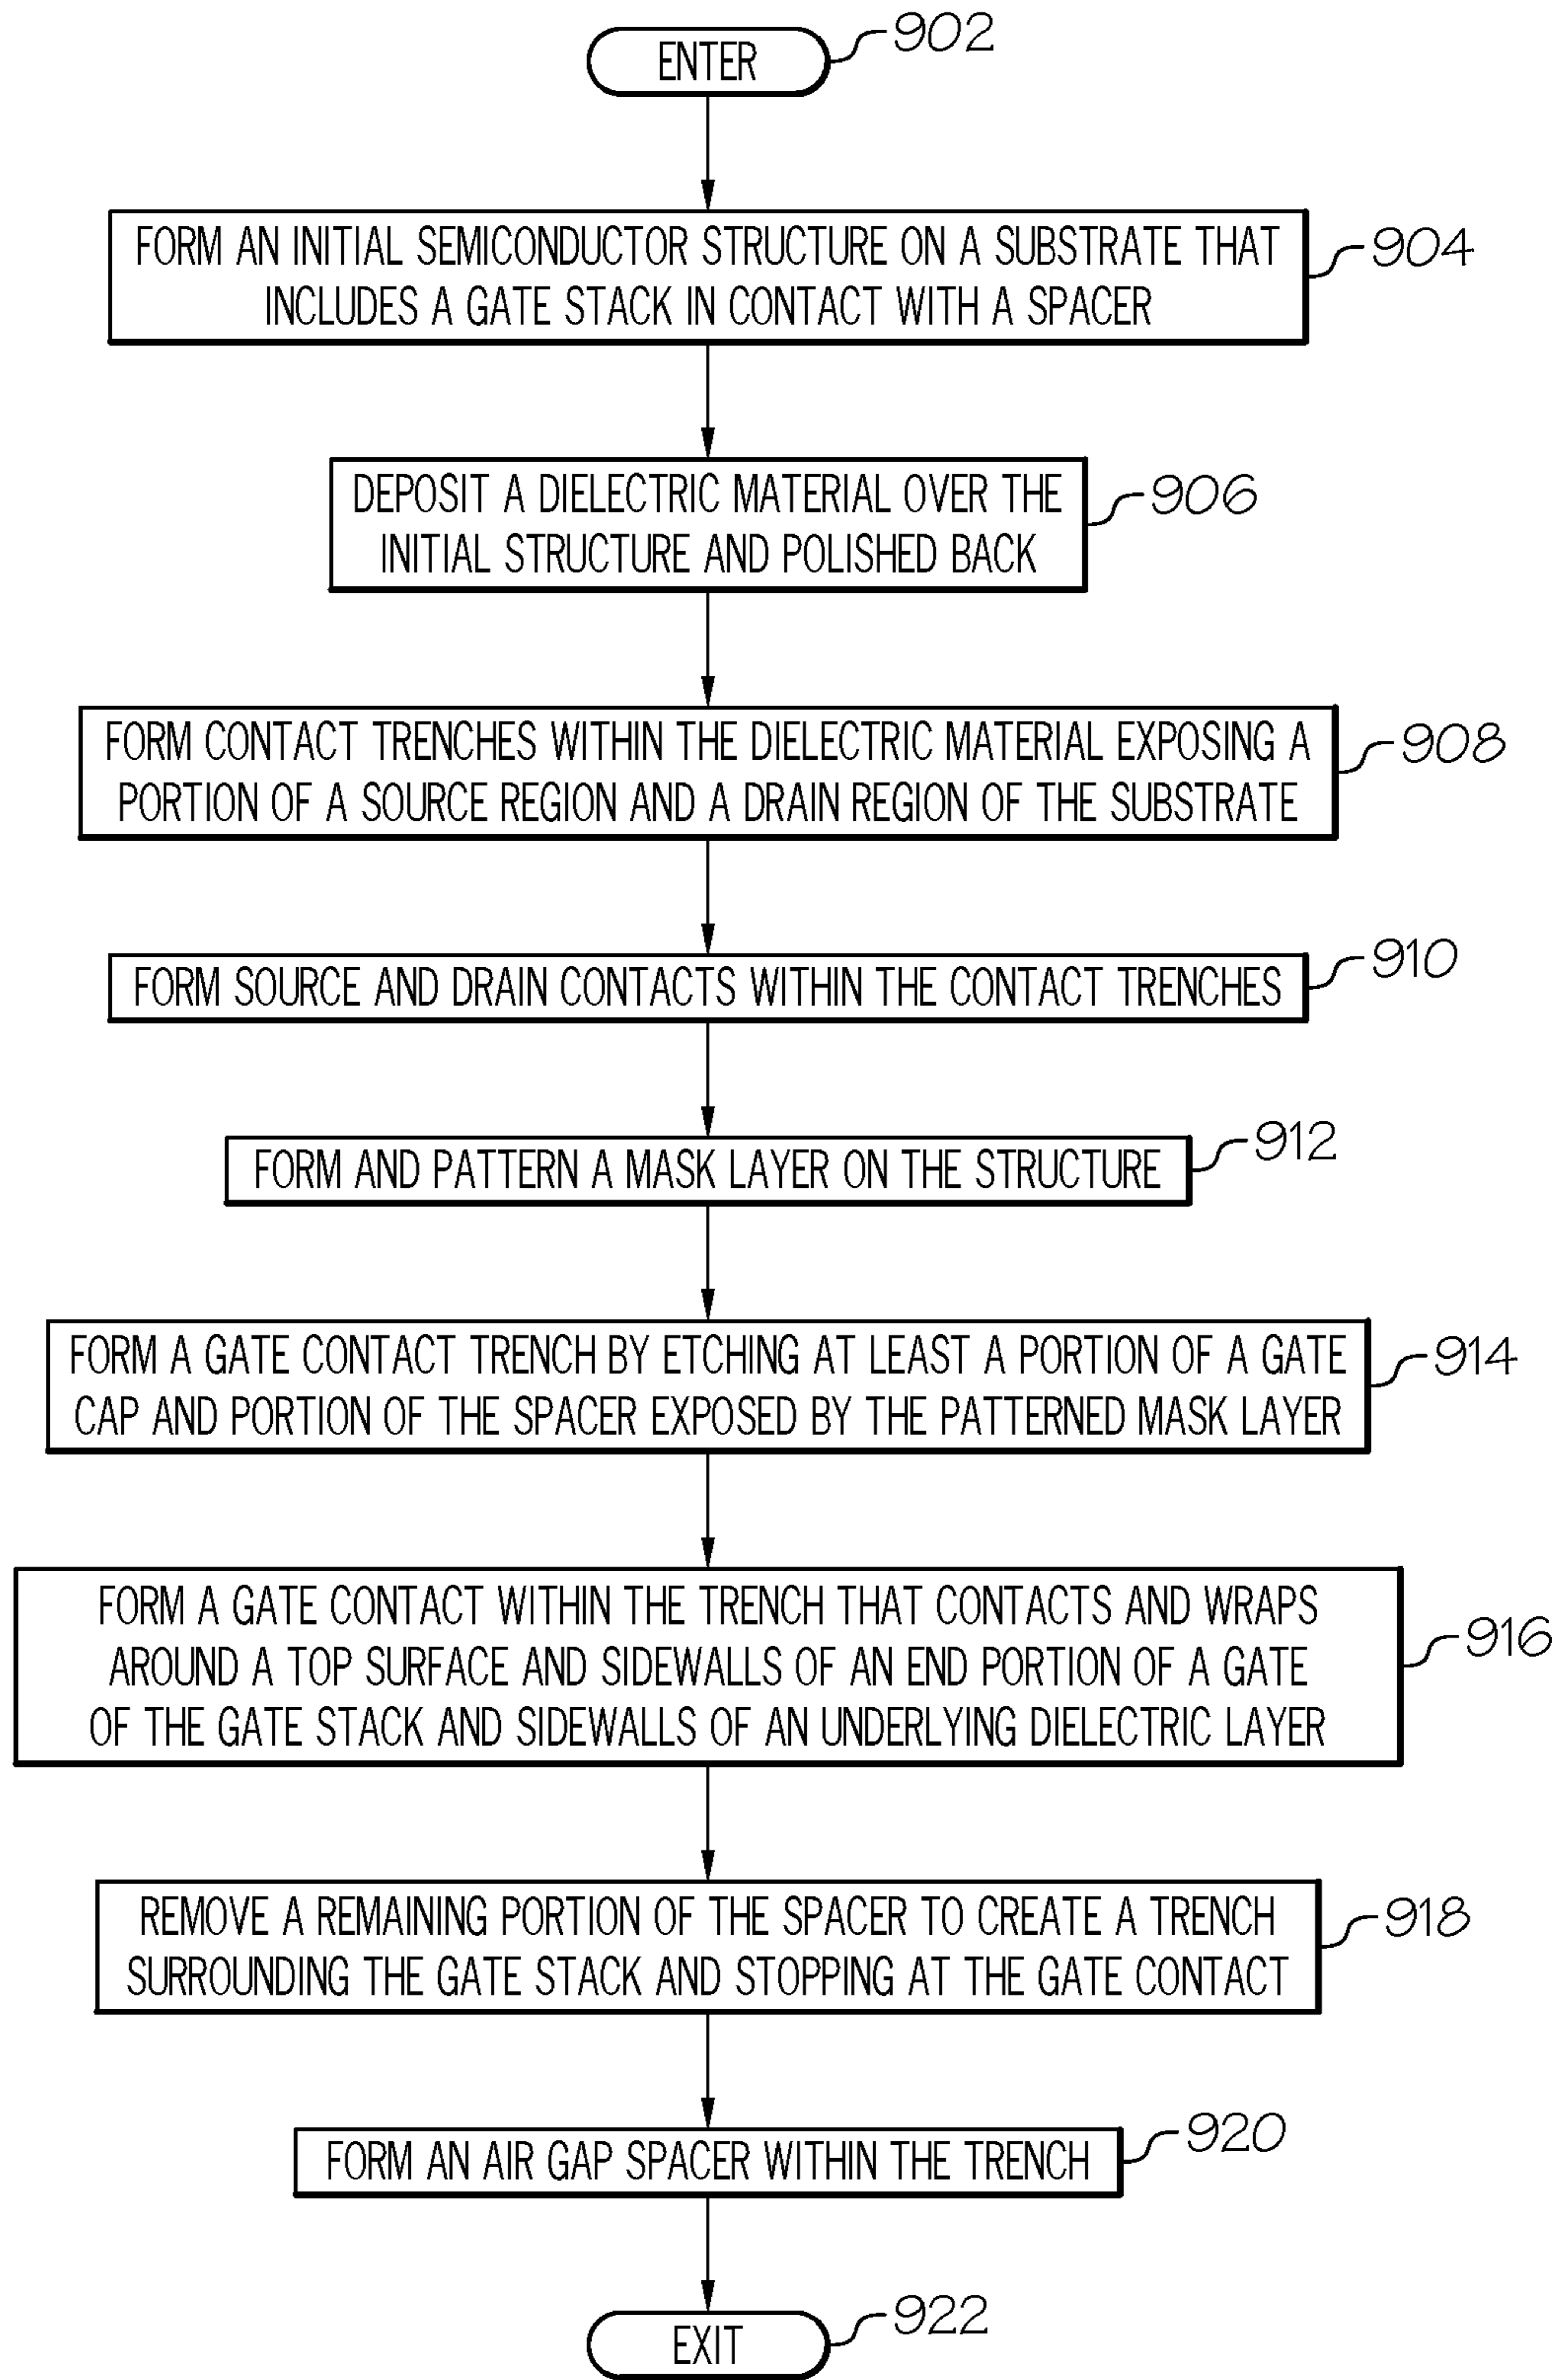 ENTER
902
FORM AN INITIAL SEMICONDUCTOR STRUCTURE ON A SUBSTRATE THAT
INCLUDES A GATE STACK IN CONTACT WITH A SPACER
904
DEPOSIT A DIELECTRIC MATERIAL OVER THE
INITIAL STRUCTURE AND POLISHED BACK
906
FORM CONTACT TRENCHES WITHIN THE DIELECTRIC MATERIAL EXPOSING A
PORTION OF A SOURCE REGION AND A DRAIN REGION OF THE SUBSTRATE
908
FORM SOURCE AND DRAIN CONTACTS WITHIN THE CONTACT TRENCHES
910
FORM AND PATTERN A MASK LAYER ON THE STRUCTURE
912
FORM A GATE CONTACT TRENCH BY ETCHING AT LEAST A PORTION OF A GATE
CAP AND PORTION OF THE SPACER EXPOSED BY THE PATTERNED MASK LAYER
914
FORM A GATE CONTACT WITHIN THE TRENCH THAT CONTACTS AND WRAPS
AROUND A TOP SURFACE AND SIDEWALLS OF AN END PORTION OF A GATE
OF THE GATE STACK AND SIDEWALLS OF AN UNDERLYING DIELECTRIC LAYER
916
REMOVE A REMAINING PORTION OF THE SPACER TO CREATE A TRENCH
SURROUNDING THE GATE STACK AND STOPPING AT THE GATE CONTACT
918
FORM AN AIR GAP SPACER WITHIN THE TRENCH
920
EXIT
922